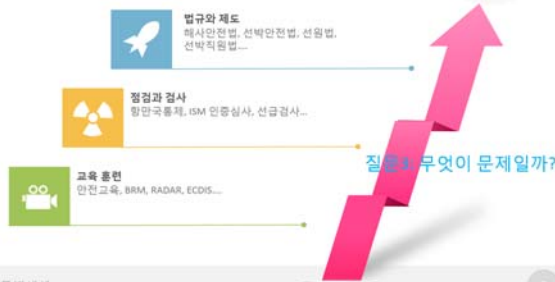 법규와 제도
해사안전법, 선박안전법, 선원법,
선박직원법....
점검과 검사
항만국통제, ISM 인증심사, 선급검사...
질문1: 무엇이 문제일까?
교육 훈련
안전교육, BRM, RADAR, ECDIS....